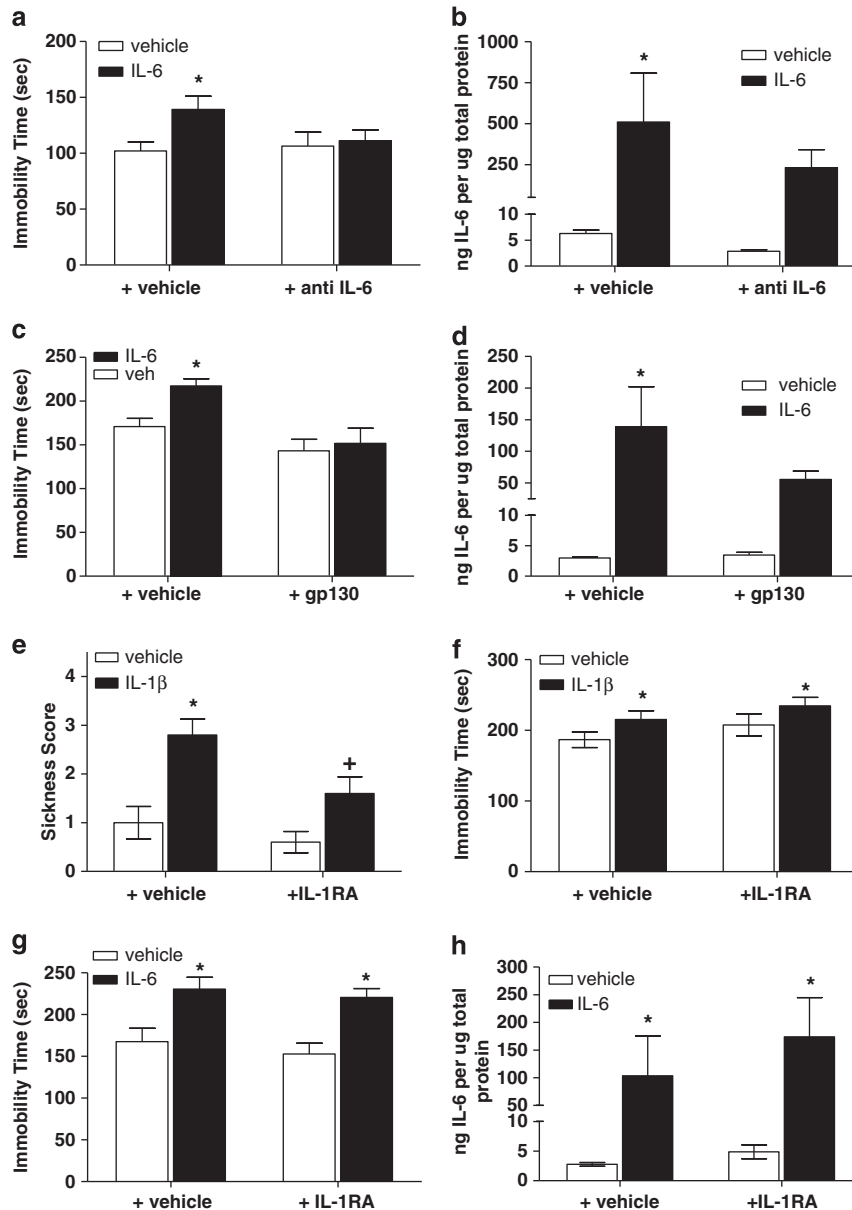 a
Immobility Time (sec)
200
150
100
50
0
vehicle
IL-6
*
+ vehicle
+ anti IL-6
b
ng IL-6 per ug total protein
1000
750
500
250
10
5
0
vehicle
IL-6
*
+ vehicle
+ anti IL-6
c
Immobility Time (sec)
250
200
150
100
50
0
IL-6
veh
*
+ vehicle
+ gp130
d
ng IL-6 per ug total protein
250
200
150
100
50
10
5
0
vehicle
IL-6
*
+ vehicle
+ gp130
e
Sickness Score
4
3
2
1
0
vehicle
IL-1β
*
+
+ vehicle
+IL-1RA
f
Immobility Time (sec)
300
200
100
0
vehicle
IL-1β
*
*
+ vehicle
+IL-1RA
g
Immobility Time (sec)
250
200
150
100
50
0
vehicle
IL-6
*
*
+ vehicle
+ IL-1RA
h
ng IL-6 per ug total
protein
300
250
200
150
100
50
10
5
0
vehicle
IL-6
*
*
+ vehicle
+IL-1RA